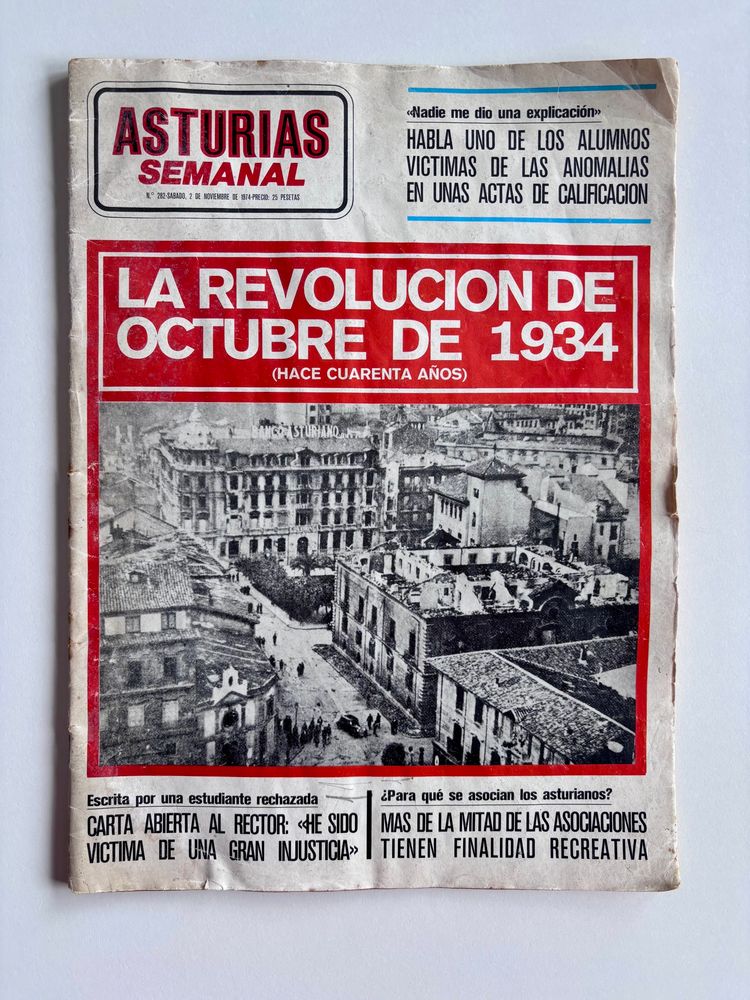 ASTURIAS
SEMANAL
N.º 282-SABADO, 2 DE NOVIEMBRE DE 1974-PRECIO: 25 PESETAS
«Nadie me dio una explicación»
HABLA UNO DE LOS ALUMNOS
VICTIMAS DE LAS ANOMALIAS
EN UNAS ACTAS DE CALIFICACION
LA REVOLUCION DE
OCTUBRE DE 1934
(HACE CUARENTA AÑOS)
BANCO ASTURIANO
Escrita por una estudiante rechazada
CARTA ABIERTA AL RECTOR: «HE SIDO
VICTIMA DE UNA GRAN INJUSTICIA»
¿Para qué se asocian los asturianos?
MAS DE LA MITAD DE LAS ASOCIACIONES
TIENEN FINALIDAD RECREATIVA